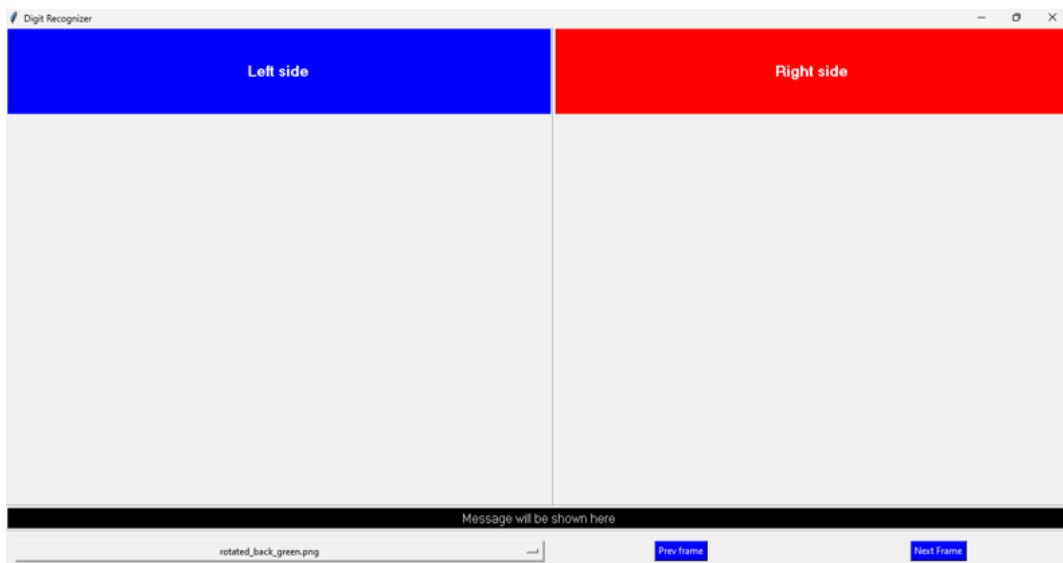 Digit Recognizer
Left side Right side
Message will be shown here
rotated_back_green.png Prev frame Next Frame